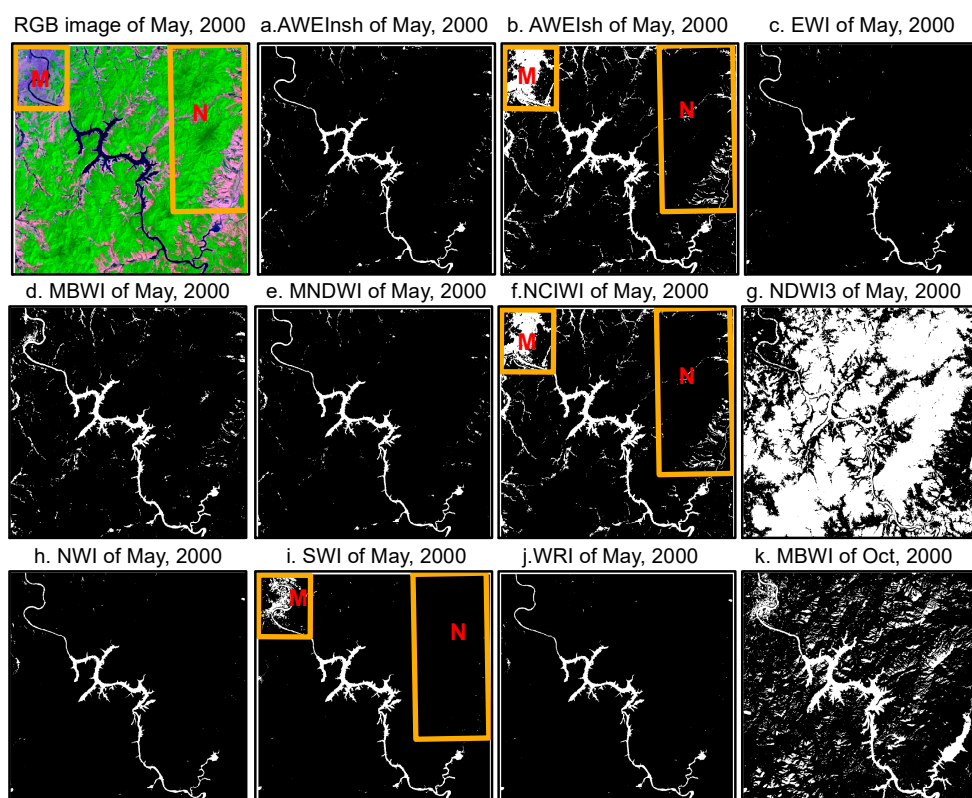 RGB image of May, 2000 a.AWEInsh of May, 2000 b. AWEIsh of May, 2000 c. EWI of May, 2000
M M
N N
d. MBWI of May, 2000 e. MNDWI of May, 2000 f.NCIWI of May, 2000 g. NDWI3 of May, 2000
M
N
h. NWI of May, 2000 i. SWI of May, 2000 j.WRI of May, 2000 k. MBWI of Oct, 2000
M
N